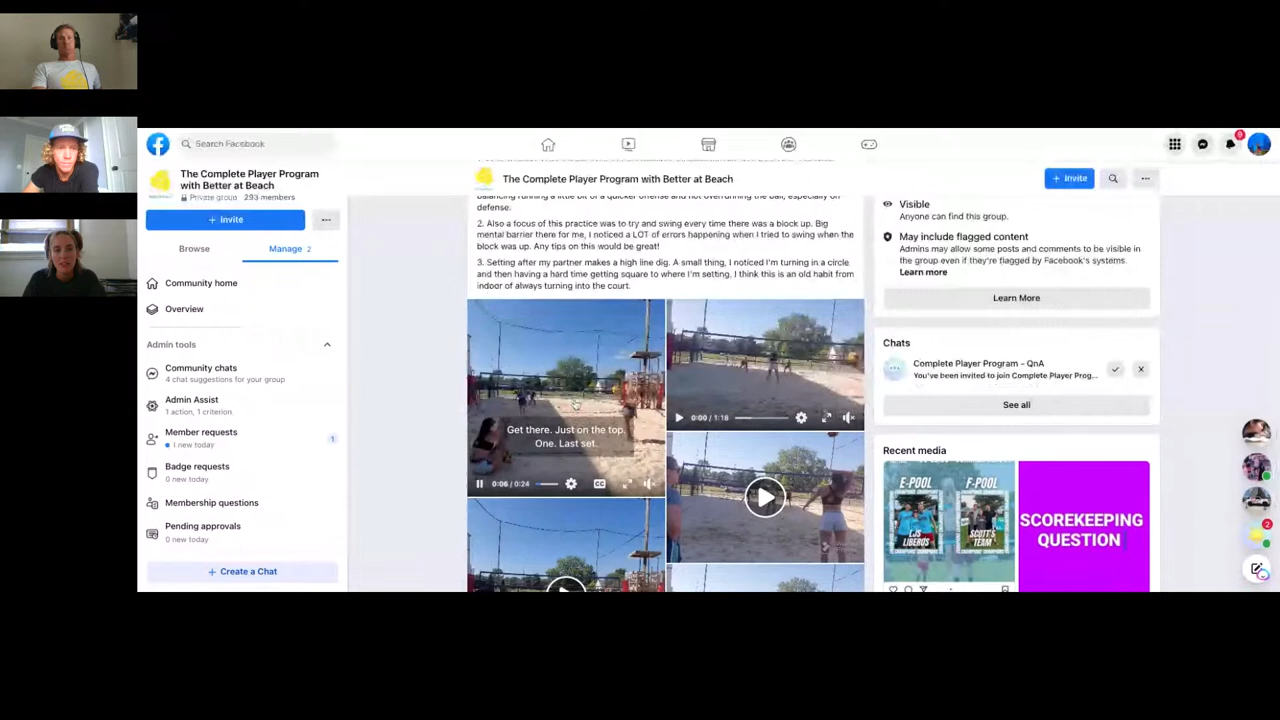 Search Facebook
9
The Complete Player Program
with Better at Beach
Private group · 293 members
+ Invite
Browse
Manage 2
Community home
Overview
Admin tools
Community chats
4 chat suggestions for your group
Admin Assist
1 action, 1 criterion
Member requests
1 new today
1
Badge requests
0 new today
Membership questions
Pending approvals
0 new today
+ Create a Chat
The Complete Player Program with Better at Beach
+ Invite
balancing running a little bit of a quicker offense and not overrunning the ball, especially on
defense.
2. Also a focus of this practice was to try and swing every time there was a block up. Big
mental barrier there for me, I noticed a LOT of errors happening when I tried to swing when the
block was up. Any tips on this would be great!
3. Setting after my partner makes a high line dig. A small thing, I noticed I'm turning in a circle
and then having a hard time getting square to where I'm setting, I think this is an old habit from
indoor of always turning into the court.
Get there. Just on the top.
One. Last set.
0:06 / 0:24
0:00 / 1:18
Visible
Anyone can find this group.
May include flagged content
Admins may allow some posts and comments to be visible in
the group even if they're flagged by Facebook's systems.
Learn more
Learn More
Chats
Complete Player Program - QnA
You've been invited to join Complete Player Prog...
See all
Recent media
E-POOL
F-POOL
CHAMPIONS
CHAMPIONS
LOS
LIBEROS
SCOTT'S
TEAM
SCOREKEEPING
QUESTION
2